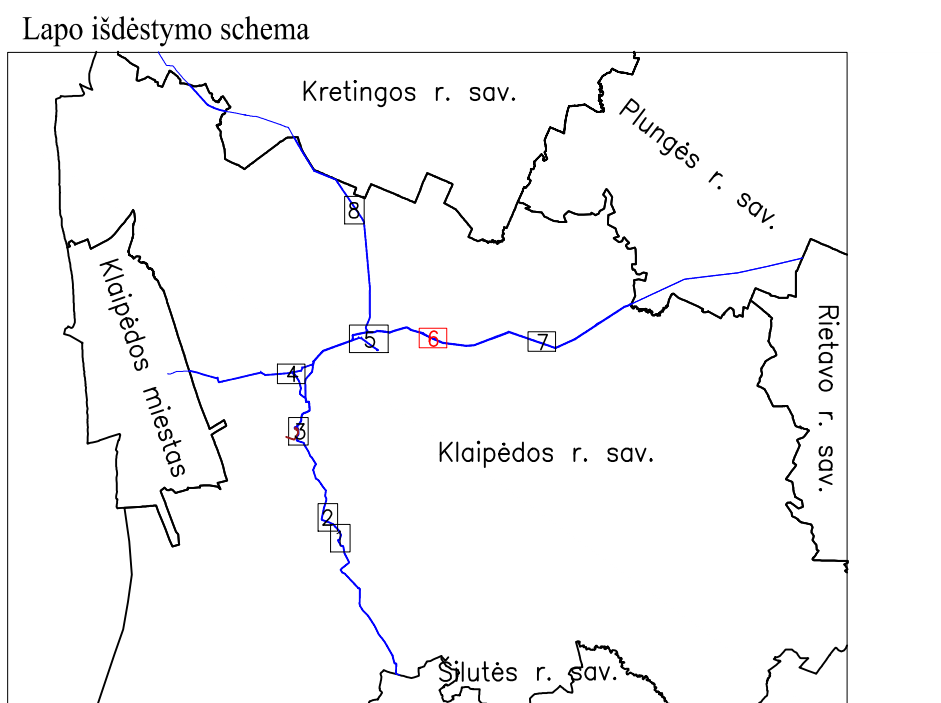 Lapo išdėstymo schema
Kretingos r. sav.
Plungės r. sav.
8
Klaipėdos miestas
Rietavo r. sav.
5
6
7
4
3
Klaipėdos r. sav.
2
Šilutės r. sav.